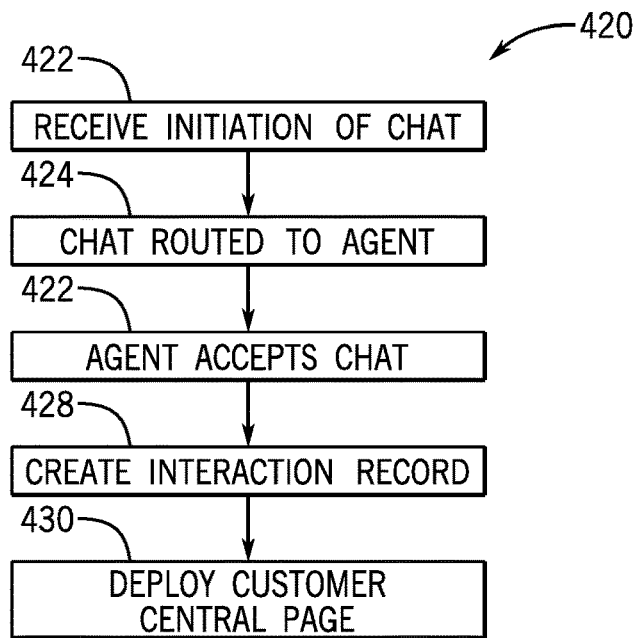 420
422
RECEIVE INITIATION OF CHAT
424
CHAT ROUTED TO AGENT
422
AGENT ACCEPTS CHAT
428
CREATE INTERACTION RECORD
430
DEPLOY CUSTOMER
CENTRAL PAGE